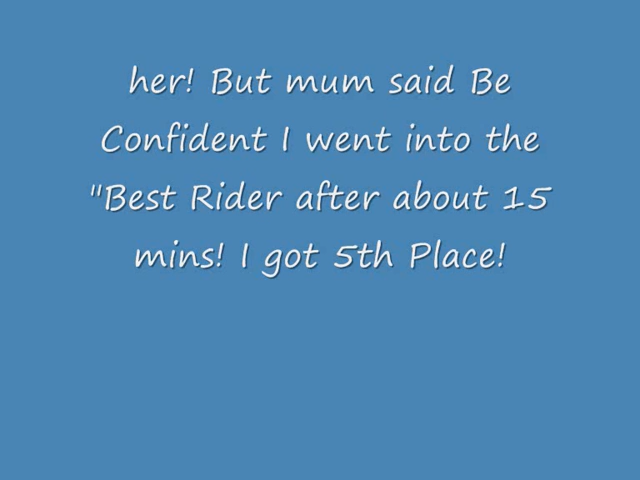 her! But mum said Be
Confident I went into the
"Best Rider after about 15
mins! I got 5th Place!